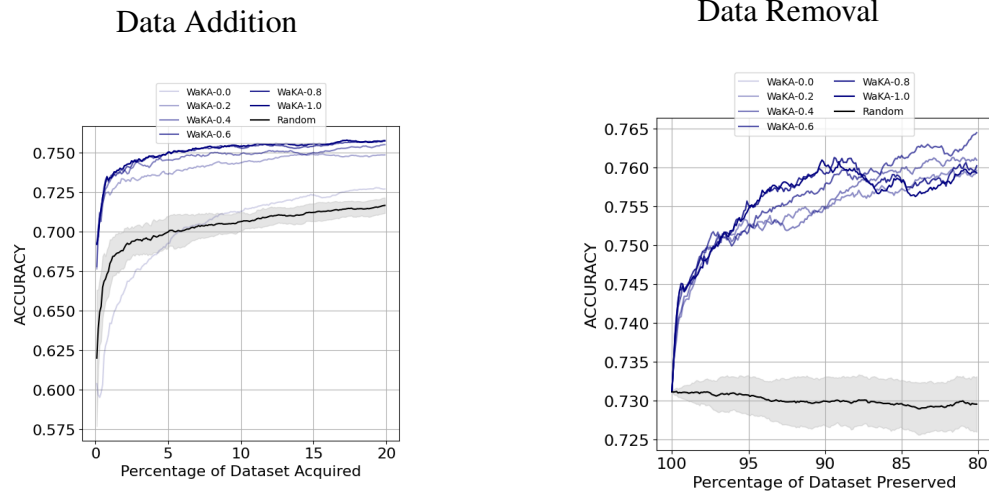 Data Addition
WaKA-0.0 WaKA-0.8
WaKA-0.2 WaKA-1.0
WaKA-0.4 Random
WaKA-0.6
0.750
0.725
0.700
0.675
0.650
0.625
0.600
0.575
ACCURACY
0 5 10 15 20
Percentage of Dataset Acquired
Data Removal
WaKA-0.0 WaKA-0.8
WaKA-0.2 WaKA-1.0
WaKA-0.4 Random
WaKA-0.6
0.765
0.760
0.755
0.750
0.745
0.740
0.735
0.730
0.725
ACCURACY
100 95 90 85 80
Percentage of Dataset Preserved